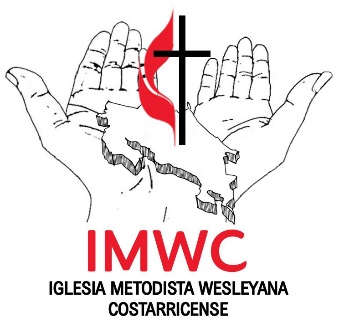 IMWC
IGLESIA METODISTA WESLEYANA
COSTARRICENSE